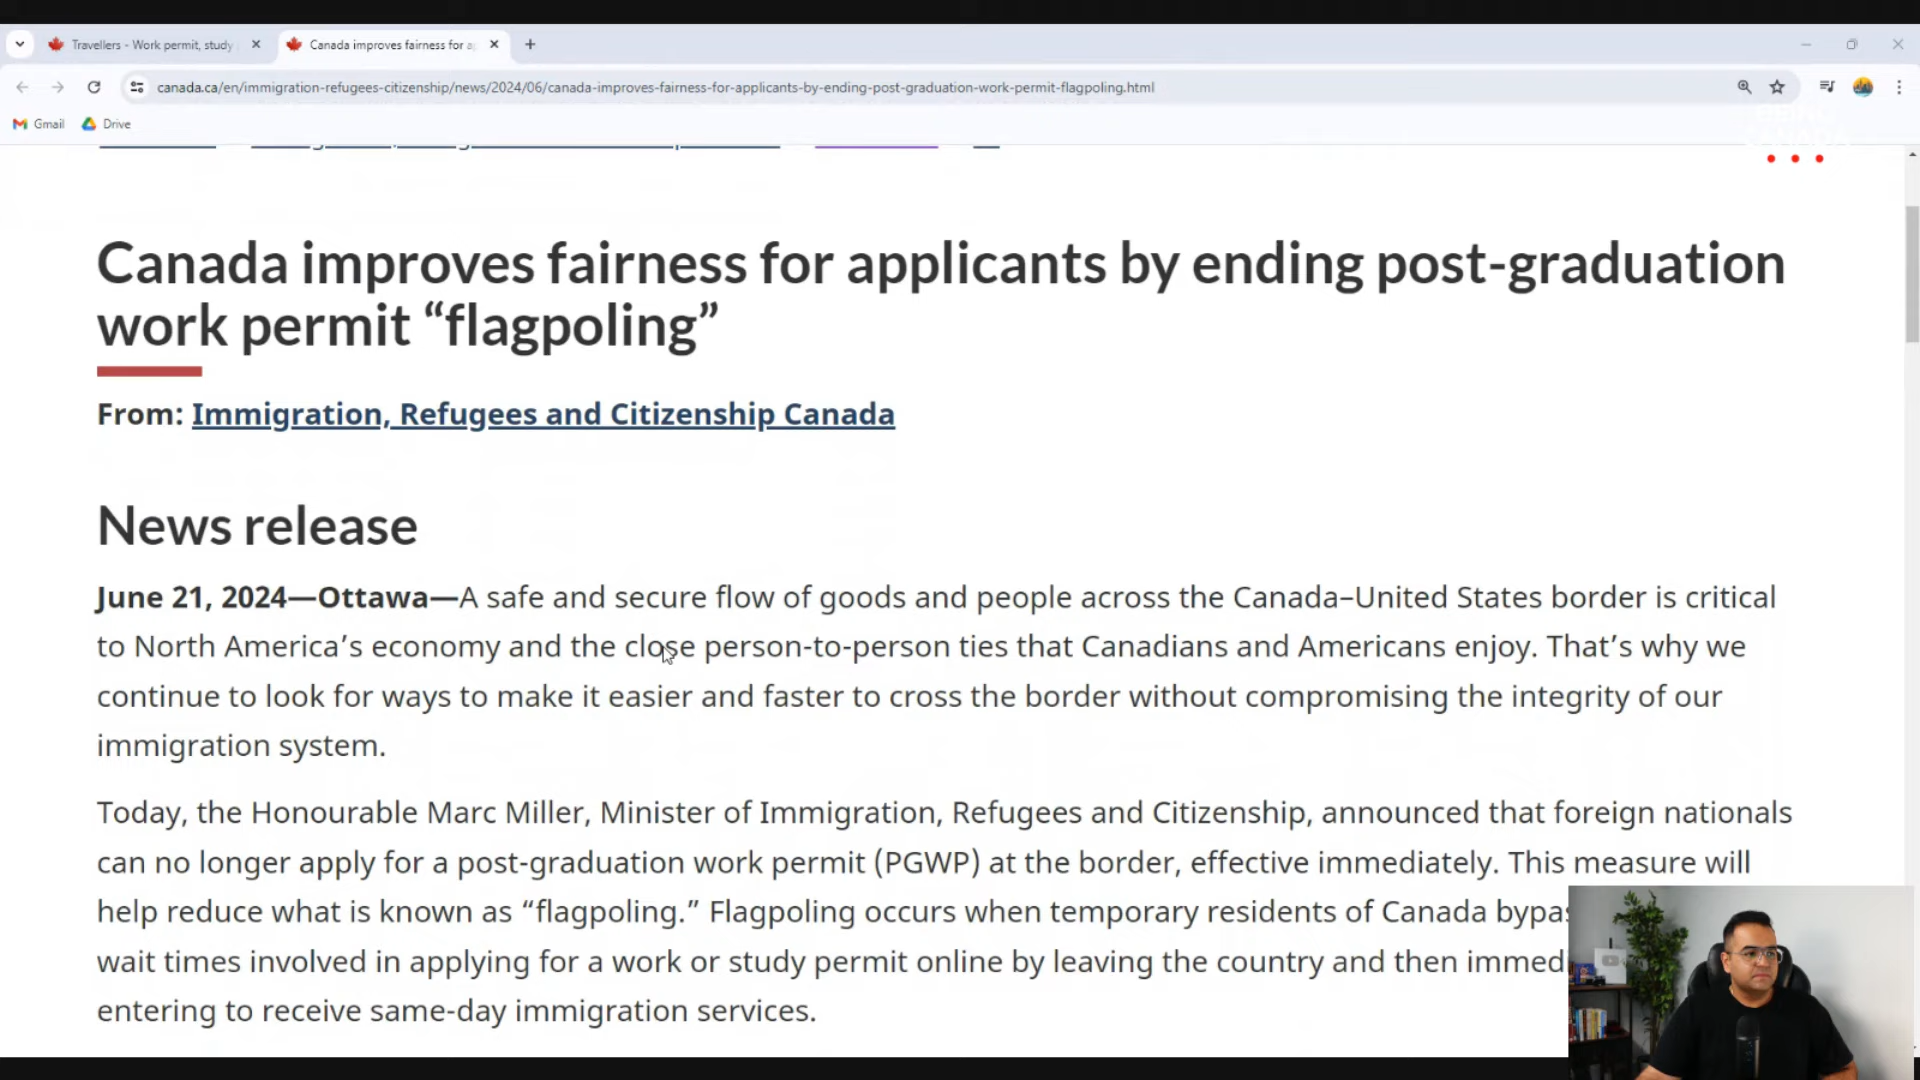 Travellers - Work permit, study
Canada improves fairness for a
canada.ca/en/immigration-refugees-citizenship/news/2024/06/canada-improves-fairness-for-applicants-by-ending-post-graduation-work-permit-flagpoling.html
Gmail
Drive
Canada improves fairness for applicants by ending post-graduation
work permit “flagpoling”
From: Immigration, Refugees and Citizenship Canada
News release
June 21, 2024—Ottawa—A safe and secure flow of goods and people across the Canada–United States border is critical
to North America’s economy and the close person-to-person ties that Canadians and Americans enjoy. That’s why we
continue to look for ways to make it easier and faster to cross the border without compromising the integrity of our
immigration system.
Today, the Honourable Marc Miller, Minister of Immigration, Refugees and Citizenship, announced that foreign nationals
can no longer apply for a post-graduation work permit (PGWP) at the border, effective immediately. This measure will
help reduce what is known as “flagpoling.” Flagpoling occurs when temporary residents of Canada bypas
wait times involved in applying for a work or study permit online by leaving the country and then immed
entering to receive same-day immigration services.